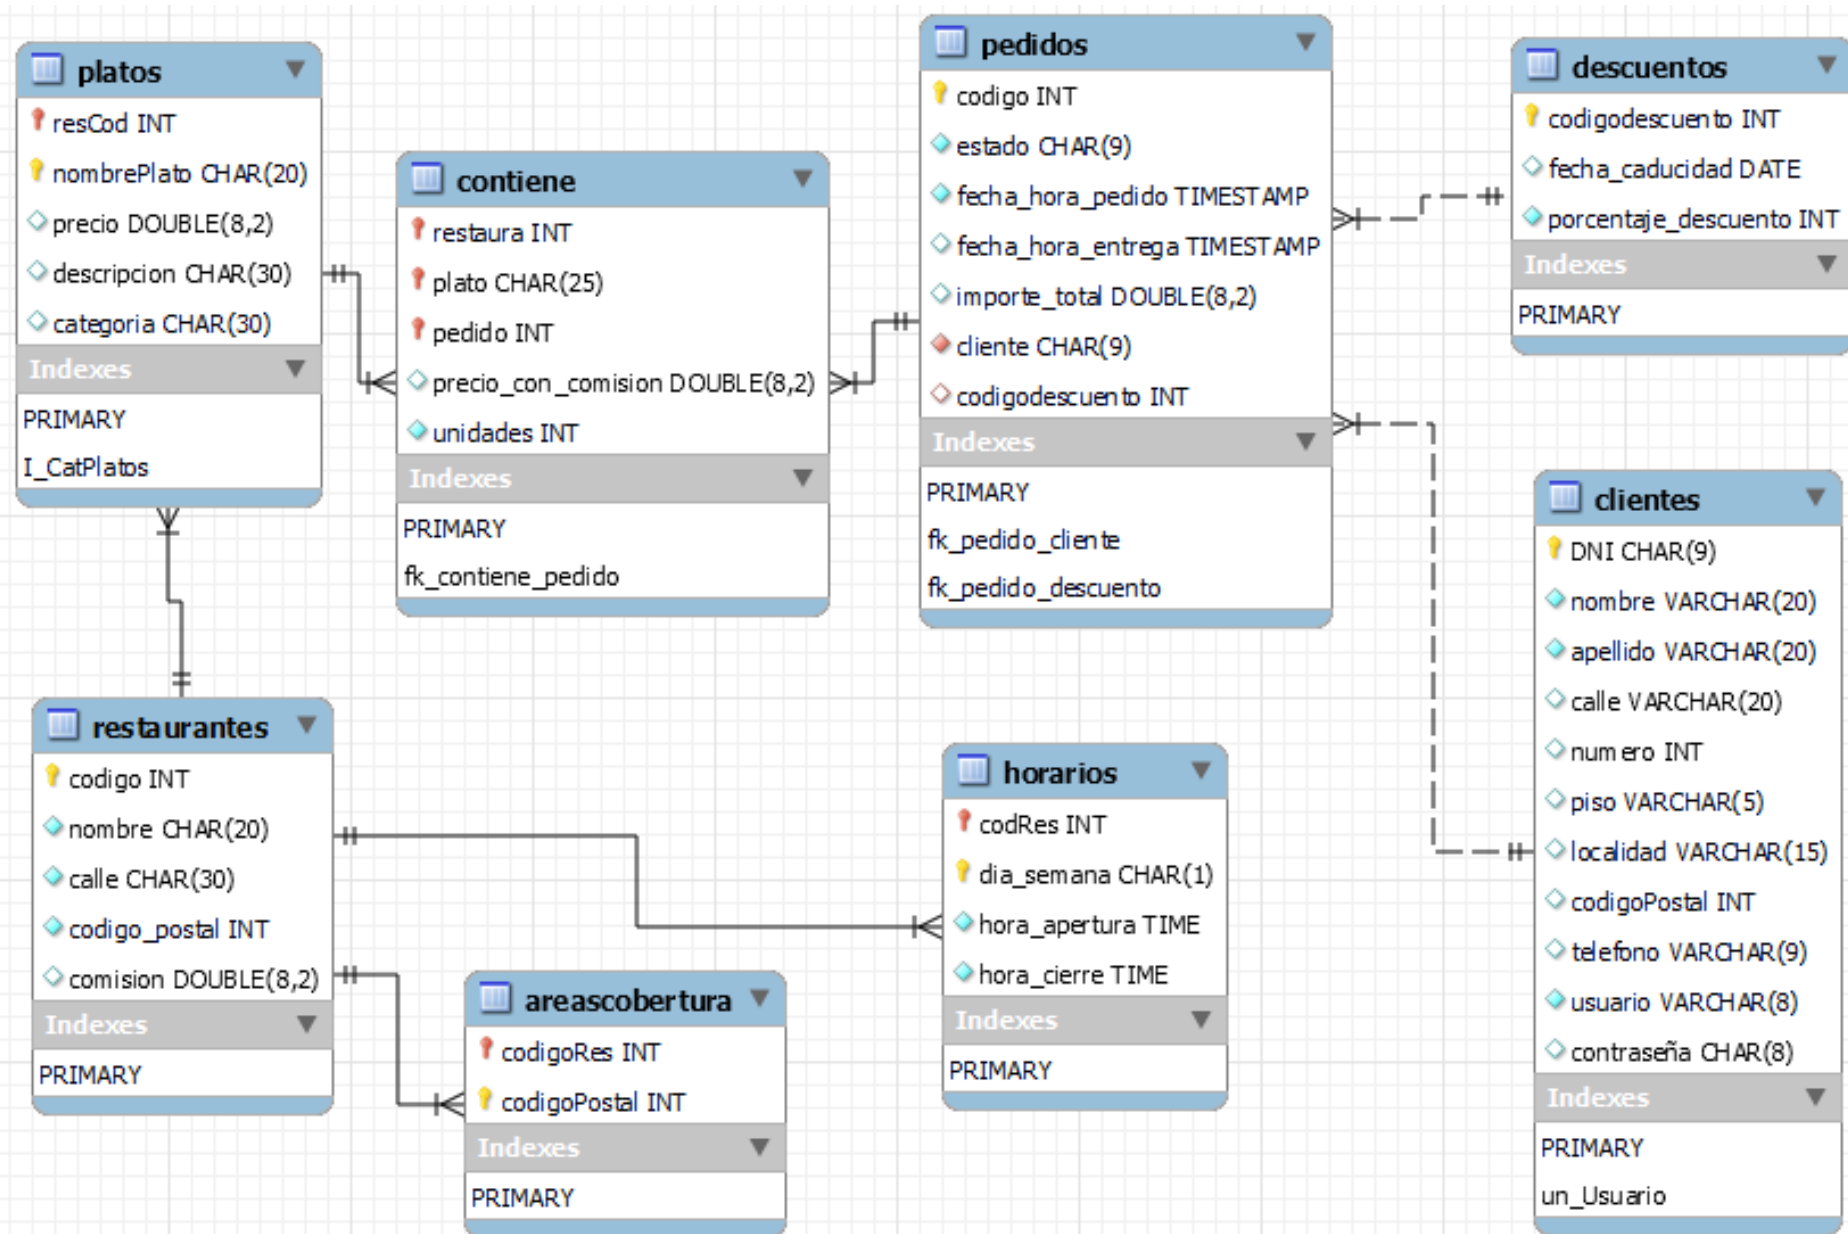 platos
resCod INT
nombrePlato CHAR(20)
precio DOUBLE(8,2)
descripcion CHAR(30)
categoria CHAR(30)
Indexes
PRIMARY
I_CatPlatos
contiene
restaura INT
plato CHAR(25)
pedido INT
precio_con_comision DOUBLE(8,2)
unidades INT
Indexes
PRIMARY
fk_contiene_pedido
pedidos
codigo INT
estado CHAR(9)
fecha_hora_pedido TIMESTAMP
fecha_hora_entrega TIMESTAMP
importe_total DOUBLE(8,2)
cliente CHAR(9)
codigodescuento INT
Indexes
PRIMARY
fk_pedido_cliente
fk_pedido_descuento
descuentos
codigodescuento INT
fecha_caducidad DATE
porcentaje_descuento INT
Indexes
PRIMARY
clientes
DNI CHAR(9)
nombre VARCHAR(20)
apellido VARCHAR(20)
calle VARCHAR(20)
numero INT
piso VARCHAR(5)
localidad VARCHAR(15)
codigoPostal INT
telefono VARCHAR(9)
usuario VARCHAR(8)
contraseña CHAR(8)
Indexes
PRIMARY
un_Usuario
restaurantes
codigo INT
nombre CHAR(20)
calle CHAR(30)
codigo_postal INT
comision DOUBLE(8,2)
Indexes
PRIMARY
areascobertura
codigoRes INT
codigoPostal INT
Indexes
PRIMARY
horarios
codRes INT
dia_semana CHAR(1)
hora_apertura TIME
hora_cierre TIME
Indexes
PRIMARY